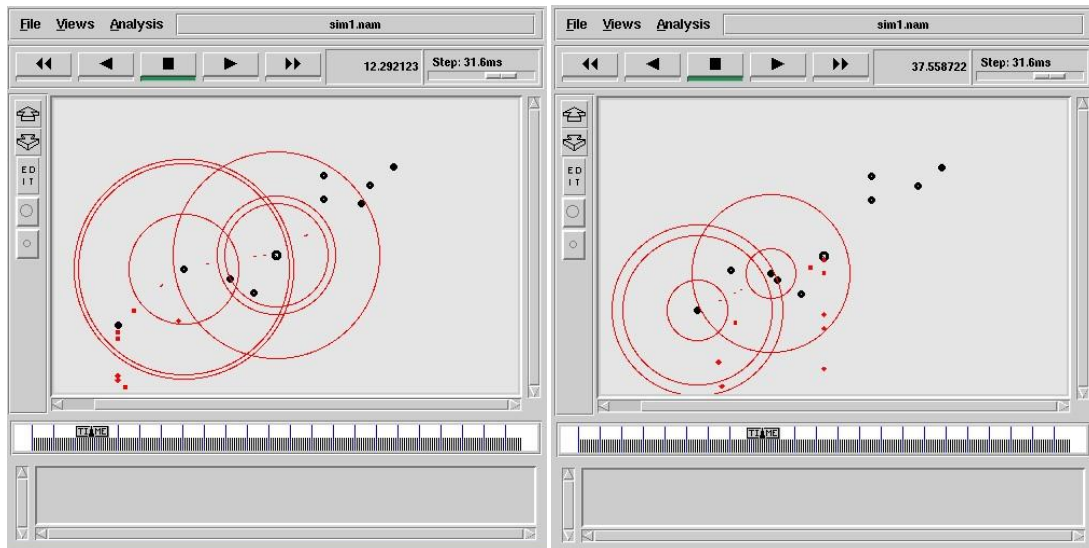 File Views Analysis sim1.nam
12.292123 Step: 31.6ms
ED
IT
TIME
File Views Analysis sim1.nam
37.558722 Step: 31.6ms
ED
IT
TIME